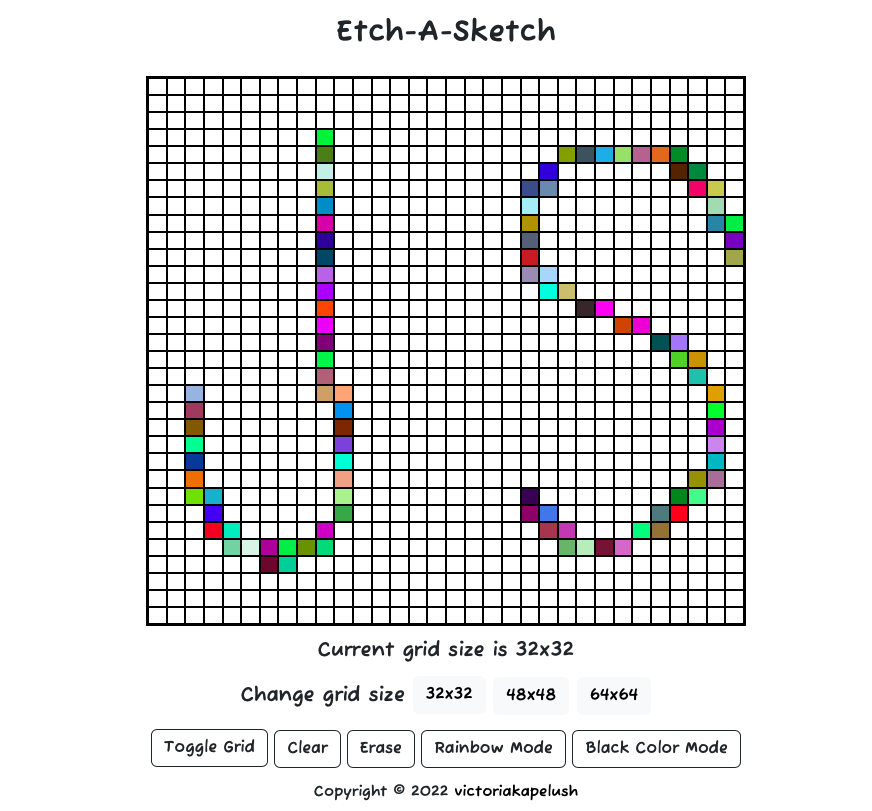 Etch-A-Sketch
JS
Current grid size is 32x32
Change grid size 32x32 48x48 64x64
Toggle Grid Clear Erase Rainbow Mode Black Color Mode
Copyright © 2022 victoriakapelush